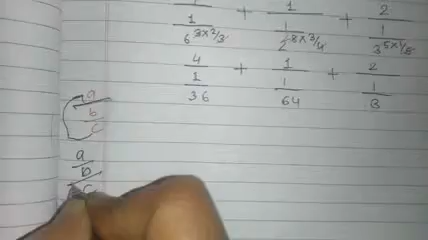 1 + 2
1/6^(3×2/3) + 1/2^(8×3/4) + 1/3^(5×1/5)
4/(1/36) + 1/(1/64) + 2/(1/3)
a/(b/c)
a/b/c